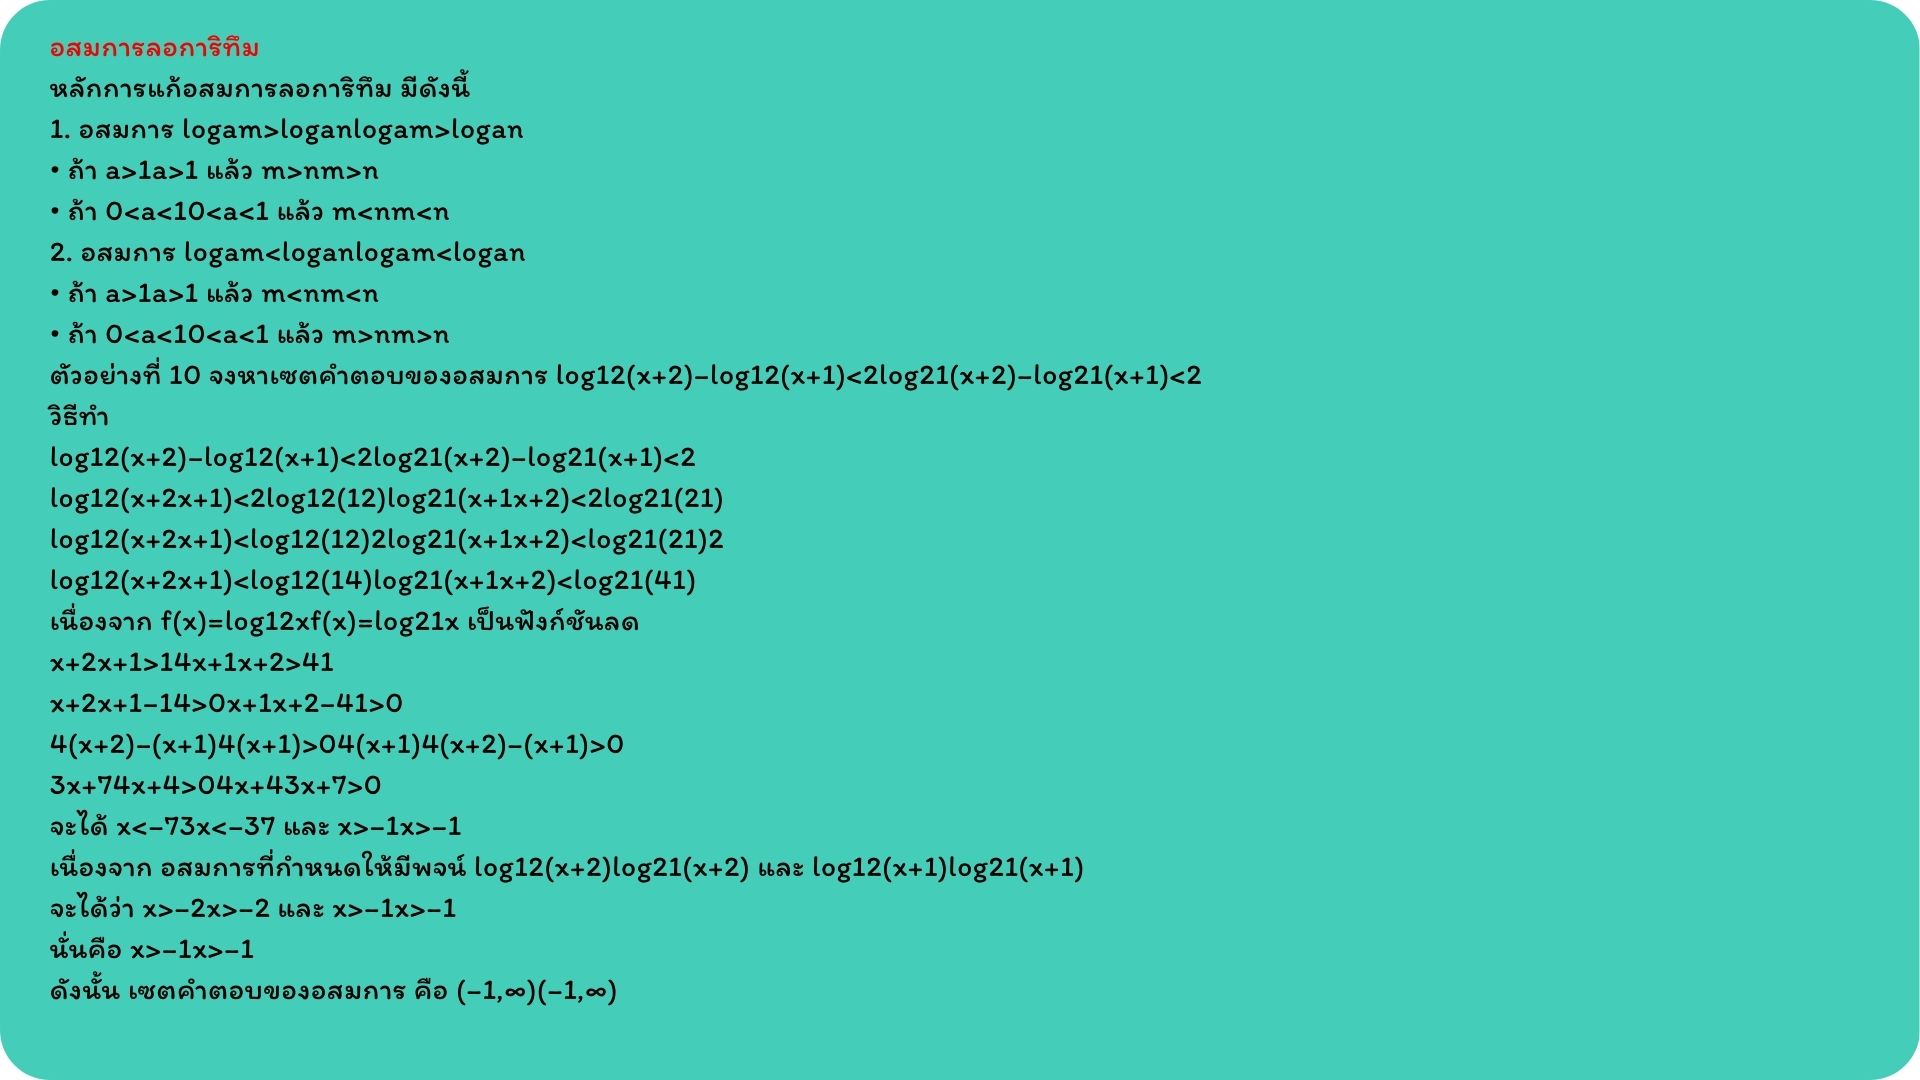 อสมการลอการิทึม
หลักการแก้อสมการลอการิทึม มีดังนี้
1. อสมการ logam>loganlogam>logan
• ถ้า a>1a>1 แล้ว m>nm>n
• ถ้า 0<a<10<a<1 แล้ว m<nm<n
2. อสมการ logam<loganlogam<logan
• ถ้า a>1a>1 แล้ว m<nm<n
• ถ้า 0<a<10<a<1 แล้ว m>nm>n
ตัวอย่างที่ 10 จงหาเซตคำตอบของอสมการ log12(x+2)−log12(x+1)<2log21(x+2)−log21(x+1)<2
วิธีทำ
log12(x+2)−log12(x+1)<2log21(x+2)−log21(x+1)<2
log12(x+2x+1)<2log12(12)log21(x+1x+2)<2log21(21)
log12(x+2x+1)<log12(12)2log21(x+1x+2)<log21(21)2
log12(x+2x+1)<log12(14)log21(x+1x+2)<log21(41)
เนื่องจาก f(x)=log12xf(x)=log21x เป็นฟังก์ชันลด
x+2x+1>14x+1x+2>41
x+2x+1−14>0x+1x+2−41>0
4(x+2)−(x+1)4(x+1)>04(x+1)4(x+2)−(x+1)>0
3x+74x+4>04x+43x+7>0
จะได้ x<−73x<−37 และ x>−1x>−1
เนื่องจาก อสมการที่กำหนดให้มีพจน์ log12(x+2)log21(x+2) และ log12(x+1)log21(x+1)
จะได้ว่า x>−2x>−2 และ x>−1x>−1
นั่นคือ x>−1x>−1
ดังนั้น เซตคำตอบของอสมการ คือ (−1,∞)(−1,∞)